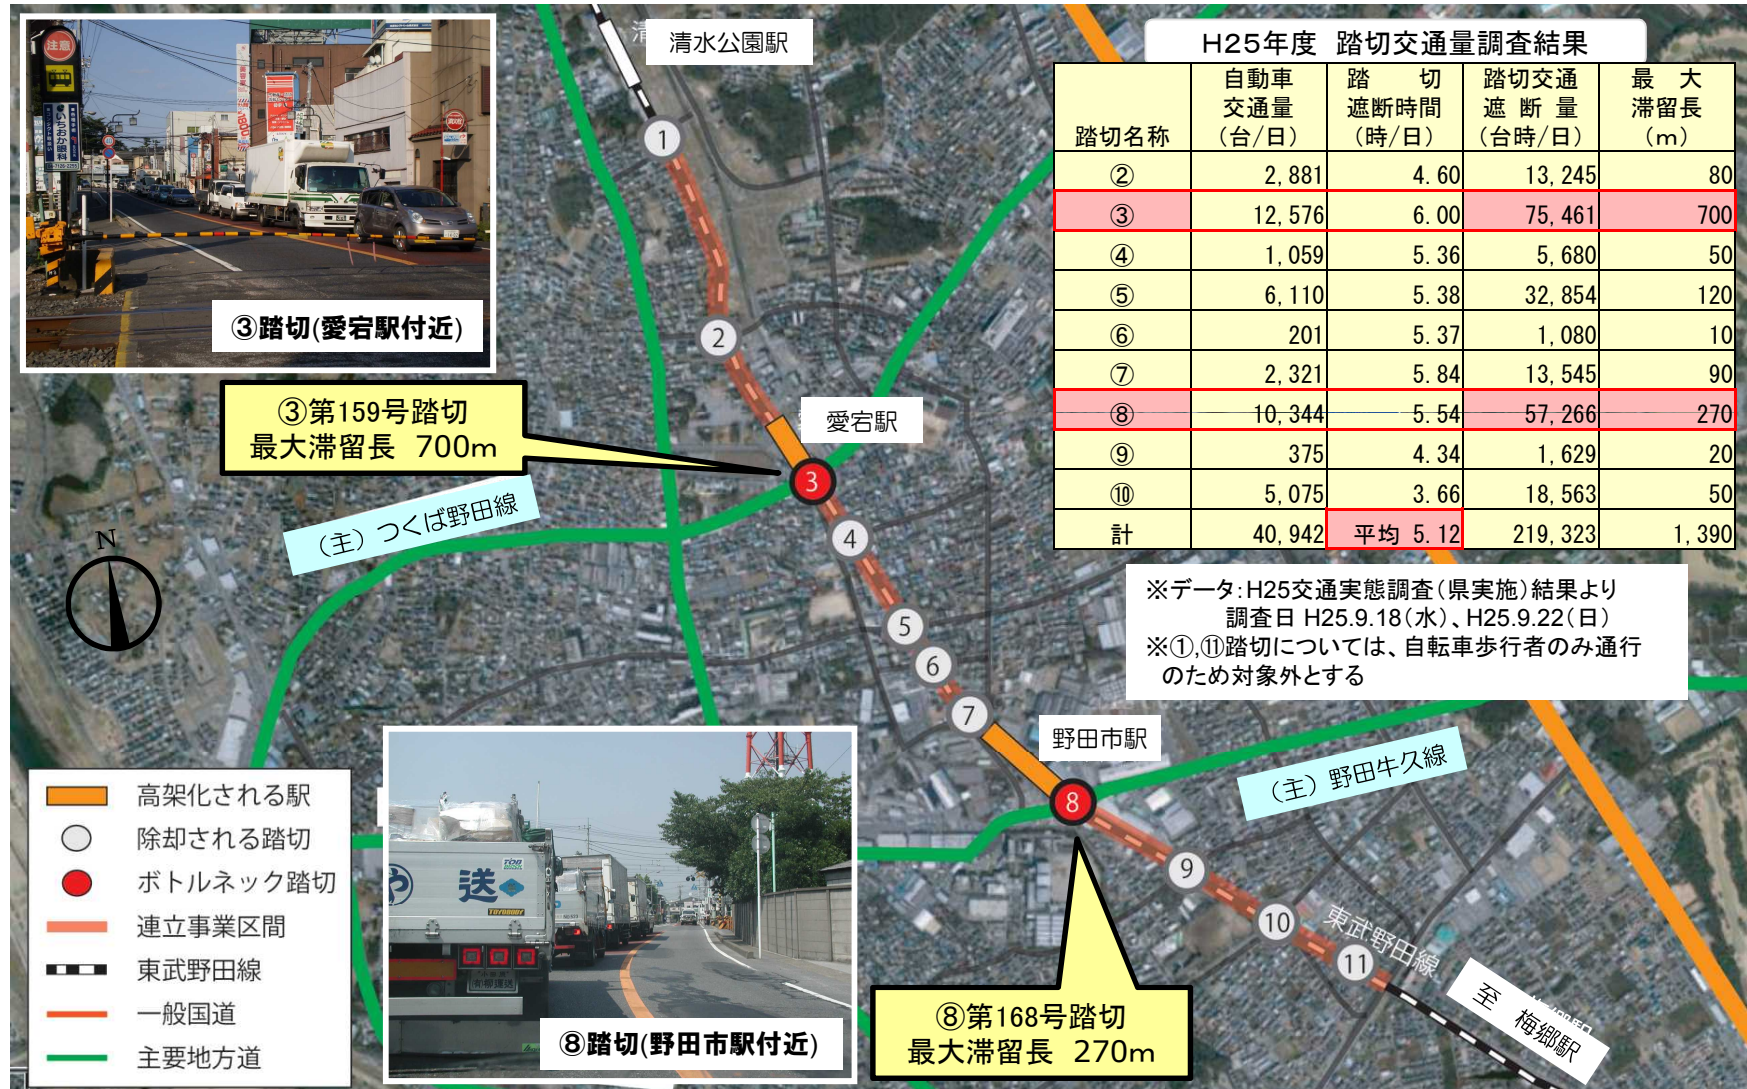 注意
いちおか眼科
③踏切(愛宕駅付近)
清水公園駅
H25年度 踏切交通量調査結果
踏切名称 自動車交通量(台/日) 踏切遮断時間(時/日) 踏切交通遮断量(台時/日) 最大滞留長(m)
② 2,881 4.60 13,245 80
③ 12,576 6.00 75,461 700
④ 1,059 5.36 5,680 50
⑤ 6,110 5.38 32,854 120
⑥ 201 5.37 1,080 10
⑦ 2,321 5.84 13,545 90
⑧ 10,344 5.54 57,266 270
⑨ 375 4.34 1,629 20
⑩ 5,075 3.66 18,563 50
計 40,942 平均 5.12 219,323 1,390
※データ:H25交通実態調査(県実施)結果より
調査日 H25.9.18(水)、H25.9.22(日)
※①,⑪踏切については、自転車歩行者のみ通行
のため対象外とする
1
2
愛宕駅
③第159号踏切
最大滞留長 700m
3
(主)つくば野田線
N
4
5
6
7
野田市駅
8
(主)野田牛久線
9
10
11
東武野田線
至 梅郷駅
⑧第168号踏切
最大滞留長 270m
や 送
TOYOBODY
⑧踏切(野田市駅付近)
高架化される駅
除却される踏切
ボトルネック踏切
連立事業区間
東武野田線
一般国道
主要地方道